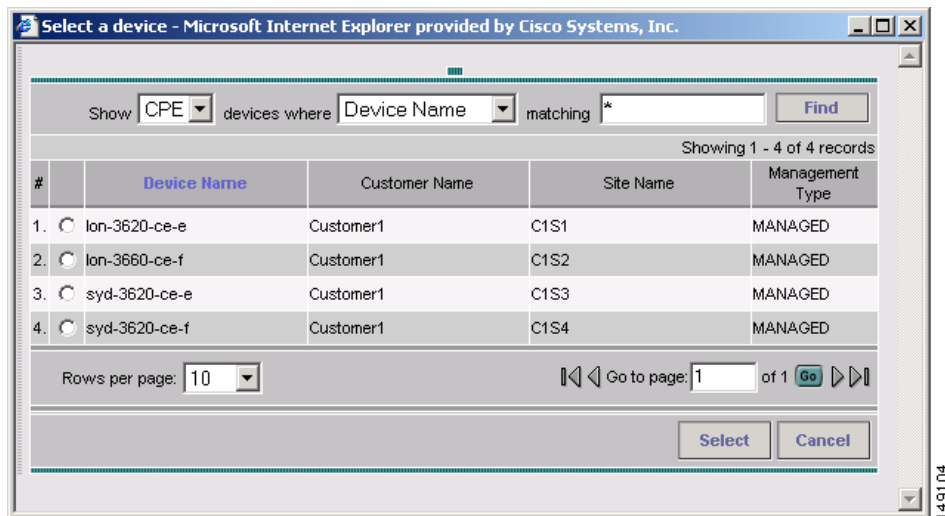 Select a device - Microsoft Internet Explorer provided by Cisco Systems, Inc.
Show CPE devices where Device Name matching * Find
Showing 1 - 4 of 4 records
# Device Name Customer Name Site Name Management Type
1. lon-3620-ce-e Customer1 C1S1 MANAGED
2. lon-3660-ce-f Customer1 C1S2 MANAGED
3. syd-3620-ce-e Customer1 C1S3 MANAGED
4. syd-3620-ce-f Customer1 C1S4 MANAGED
Rows per page: 10 Go to page: 1 of 1 Go
Select Cancel
149104